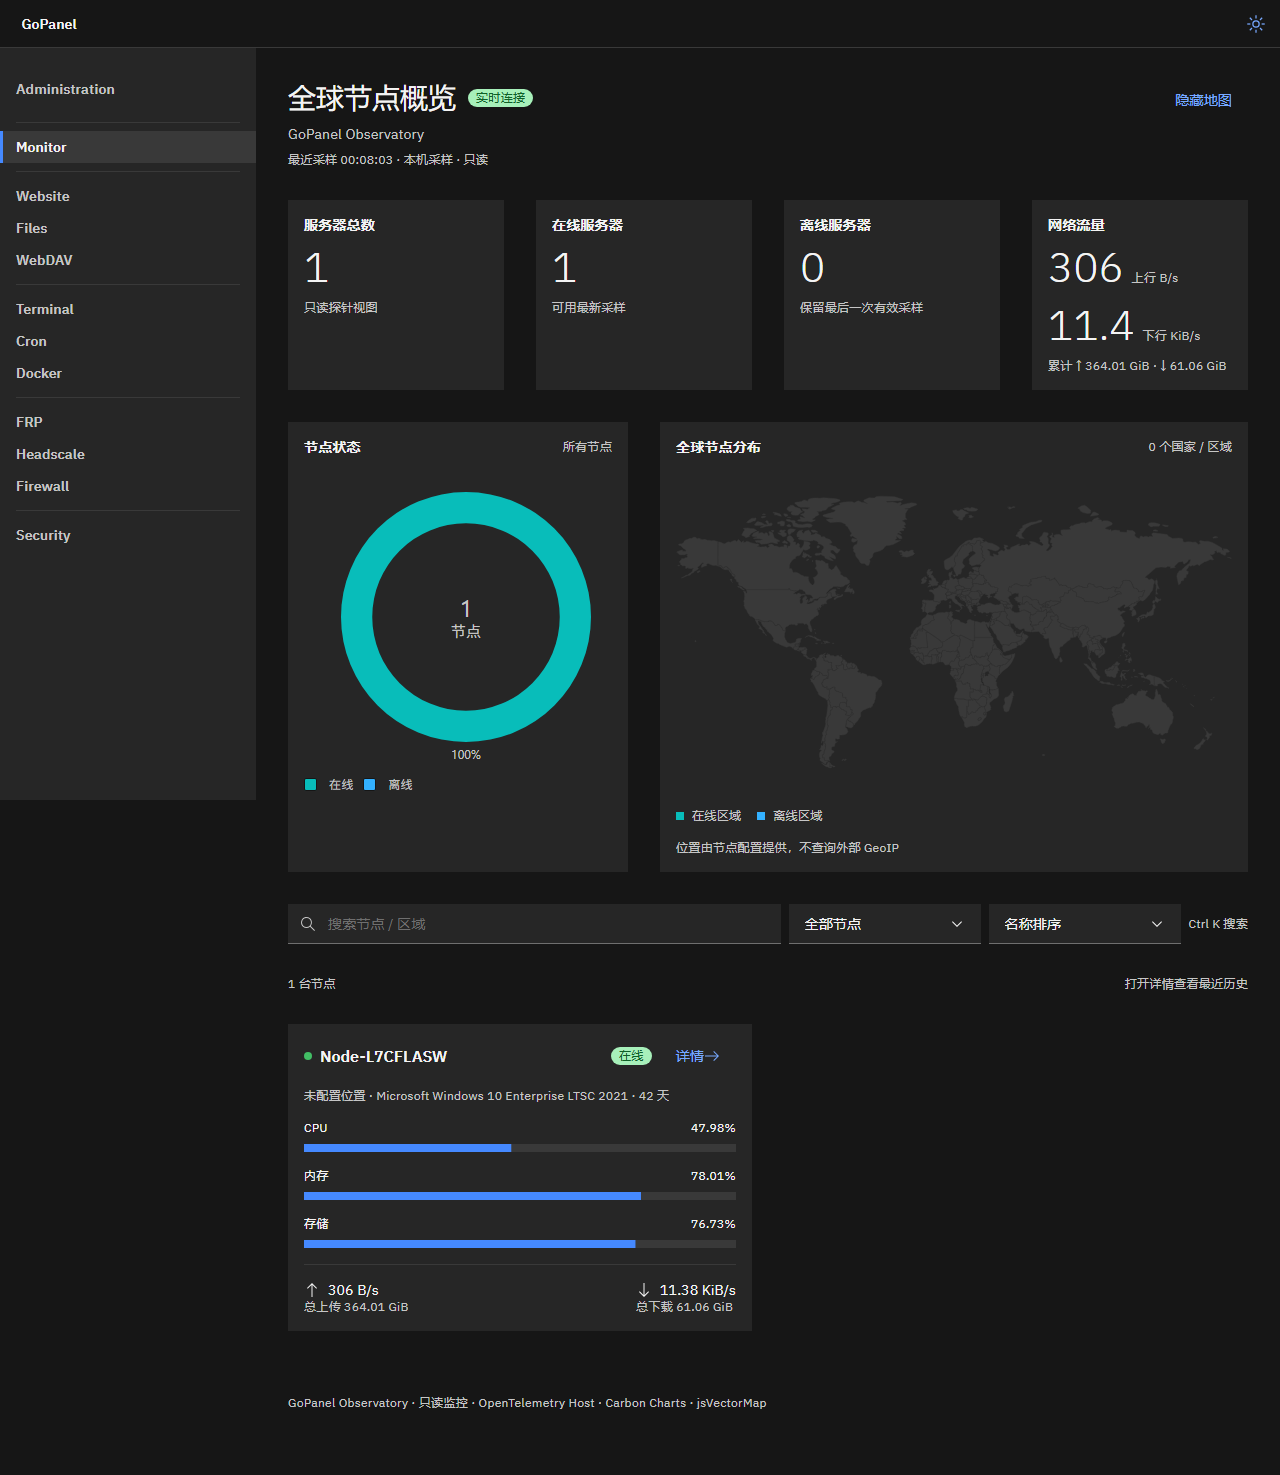 GoPanel
Administration
Monitor
Website
Files
WebDAV
Terminal
Cron
Docker
FRP
Headscale
Firewall
Security
全球节点概览 实时连接
隐藏地图
GoPanel Observatory
最近采样 00:08:03 · 本机采样 · 只读
服务器总数
1
只读探针视图
在线服务器
1
可用最新采样
离线服务器
0
保留最后一次有效采样
网络流量
306 上行 B/s
11.4 下行 KiB/s
累计 ↑ 364.01 GiB · ↓ 61.06 GiB
节点状态 所有节点
1
节点
100%
在线 离线
全球节点分布 0 个国家 / 区域
在线区域 离线区域
位置由节点配置提供，不查询外部 GeoIP
搜索节点 / 区域 全部节点 名称排序 Ctrl K 搜索
1 台节点 打开详情查看最近历史
Node-L7CFLASW 在线 详情→
未配置位置 · Microsoft Windows 10 Enterprise LTSC 2021 · 42 天
CPU 47.98%
内存 78.01%
存储 76.73%
↑ 306 B/s ↓ 11.38 KiB/s
总上传 364.01 GiB 总下载 61.06 GiB
GoPanel Observatory · 只读监控 · OpenTelemetry Host · Carbon Charts · jsVectorMap